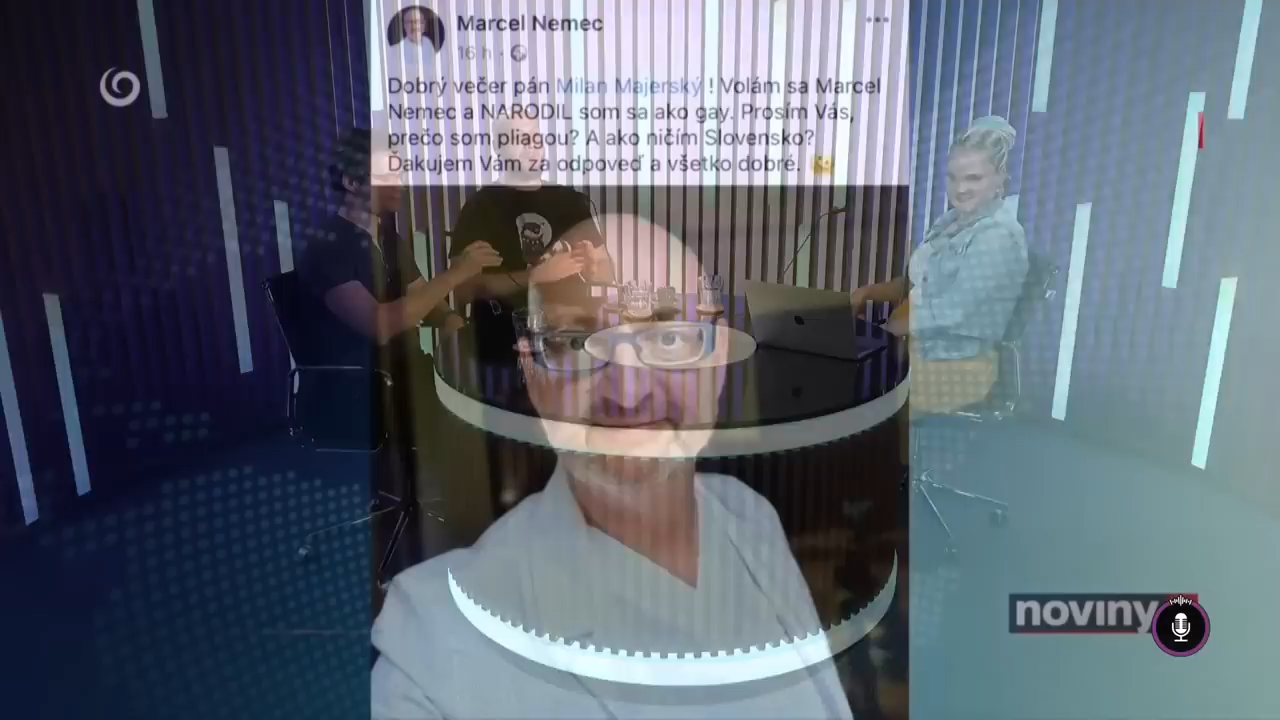 Marcel Nemec
16 h
Dobrý večer pán Milan Majerský ! Volám sa Marcel
Nemec a NARODIL som sa ako gay. Prosím Vás,
prečo som pliagou? A ako ničím Slovensko?
Ďakujem Vám za odpoveď a všetko dobré.
noviny